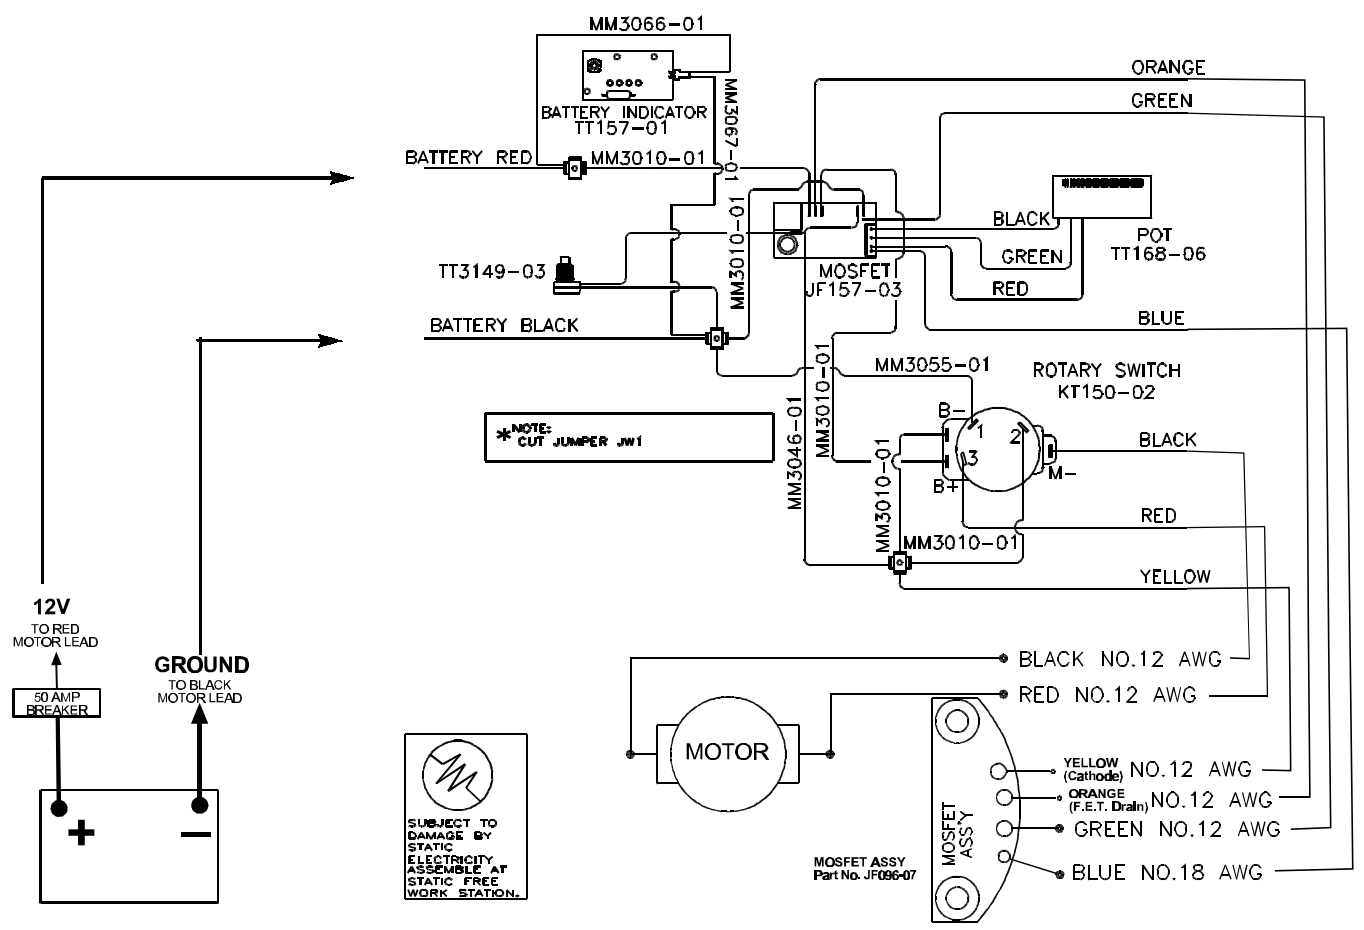 MM3066-01
BATTERY INDICATOR
TT157-01
MM3067-01
ORANGE
GREEN
BATTERY RED
MM3010-01
MM3010-01
BLACK
GREEN
RED
POT
TT168-06
TT3149-03
MOSFET
JF157-03
BATTERY BLACK
BLUE
MM3055-01
ROTARY SWITCH
KT150-02
MM3046-01
MM3010-01
MM3010-01
*NOTE:
CUT JUMPER JW1
B-
1
2
3
B+
M-
BLACK
RED
MM3010-01
YELLOW
12V
TO RED
MOTOR LEAD
50 AMP
BREAKER
GROUND
TO BLACK
MOTOR LEAD
+
-
BLACK NO.12 AWG
RED NO.12 AWG
MOTOR
YELLOW
(Cathode) NO.12 AWG
ORANGE
(F.E.T. Drain) NO.12 AWG
GREEN NO.12 AWG
BLUE NO.18 AWG
MOSFET
ASS'Y
MOSFET ASSY
Part No. JF096-07
SUBJECT TO
DAMAGE BY
STATIC
ELECTRICITY
ASSEMBLE AT
STATIC FREE
WORK STATION.